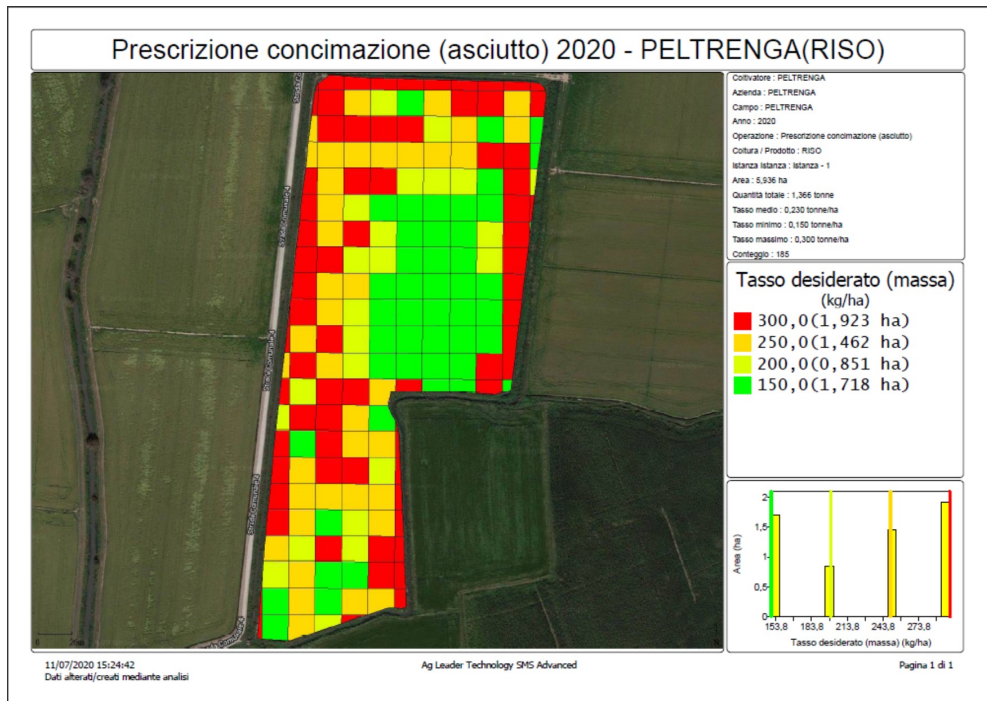 Prescrizione concimazione (asciutto) 2020 - PELTRENGA(RISO)
Coltivatore : PELTRENGA
Azienda : PELTRENGA
Campo : PELTRENGA
Anno : 2020
Operazione : Prescrizione concimazione (asciutto)
Coltura / Prodotto : RISO
Istanza Istanza : Istanza - 1
Area : 5,936 ha
Quantità totale : 1,366 tonne
Tasso medio : 0,230 tonne/ha
Tasso minimo : 0,150 tonne/ha
Tasso massimo : 0,300 tonne/ha
Conteggio : 185
Tasso desiderato (massa)
(kg/ha)
300,0(1,923 ha)
250,0(1,462 ha)
200,0(0,851 ha)
150,0(1,718 ha)
2
1,5
1
0,5
0
Area (ha)
153,8 183,8 213,8 243,8 273,8
Tasso desiderato (massa) (kg/ha)
11/07/2020 15:24:42
Dati alterati/creati mediante analisi
Ag Leader Technology SMS Advanced
Pagina 1 di 1